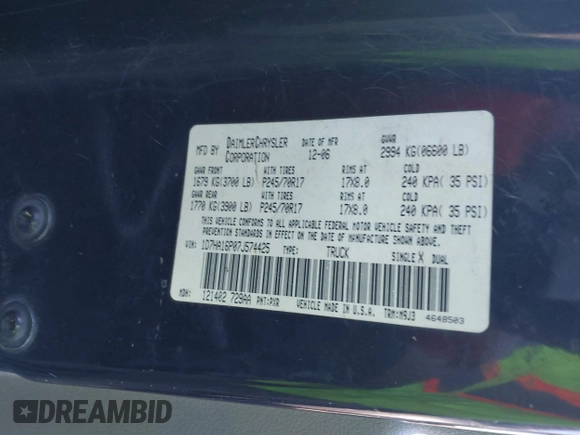 MFD BY DAIMLERCHRYSLER CORPORATION DATE OF MFR 12-06 GVWR 2994 KG(06600 LB)
GAWR FRONT WITH TIRES RIMS AT COLD
1679 KG(3700 LB) P245/70R17 17X8.0 240 KPA( 35 PSI)
GAWR REAR WITH TIRES RIMS AT COLD
1770 KG(3900 LB) P245/70R17 17X8.0 240 KPA( 35 PSI)
THIS VEHICLE CONFORMS TO ALL APPLICABLE FEDERAL MOTOR VEHICLE SAFETY AND THEFT
PREVENTION STANDARDS IN EFFECT ON THE DATE OF MANUFACTURE SHOWN ABOVE.
VIN: 1D7HA16P07J574425 TYPE: TRUCK SINGLE X DUAL
MDH: 121402 729AA PNT:PXR VEHICLE MADE IN U.S.A. TRM:M9J3 4648503
DREAMBID